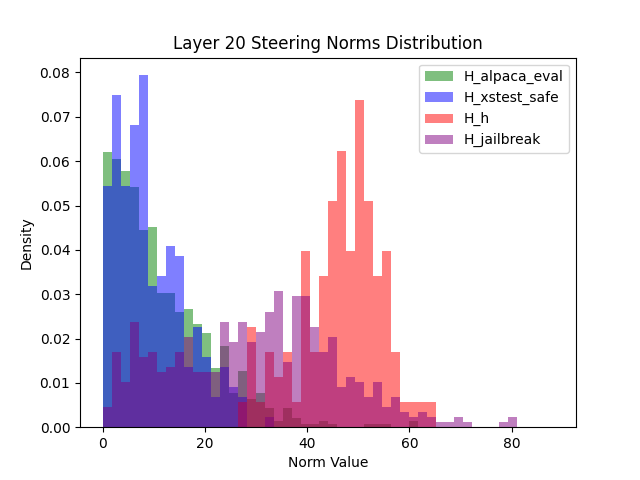 Layer 20 Steering Norms Distribution
H_alpaca_eval
H_xstest_safe
H_h
H_jailbreak
0.08
0.07
0.06
0.05
0.04
0.03
0.02
0.01
0.00
Density
0 20 40 60 80
Norm Value